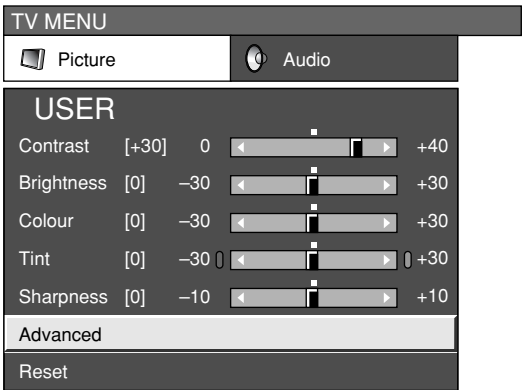 TV MENU
Picture Audio
USER
Contrast [+30] 0 +40
Brightness [0] –30 +30
Colour [0] –30 +30
Tint [0] –30 +30
Sharpness [0] –10 +10
Advanced
Reset